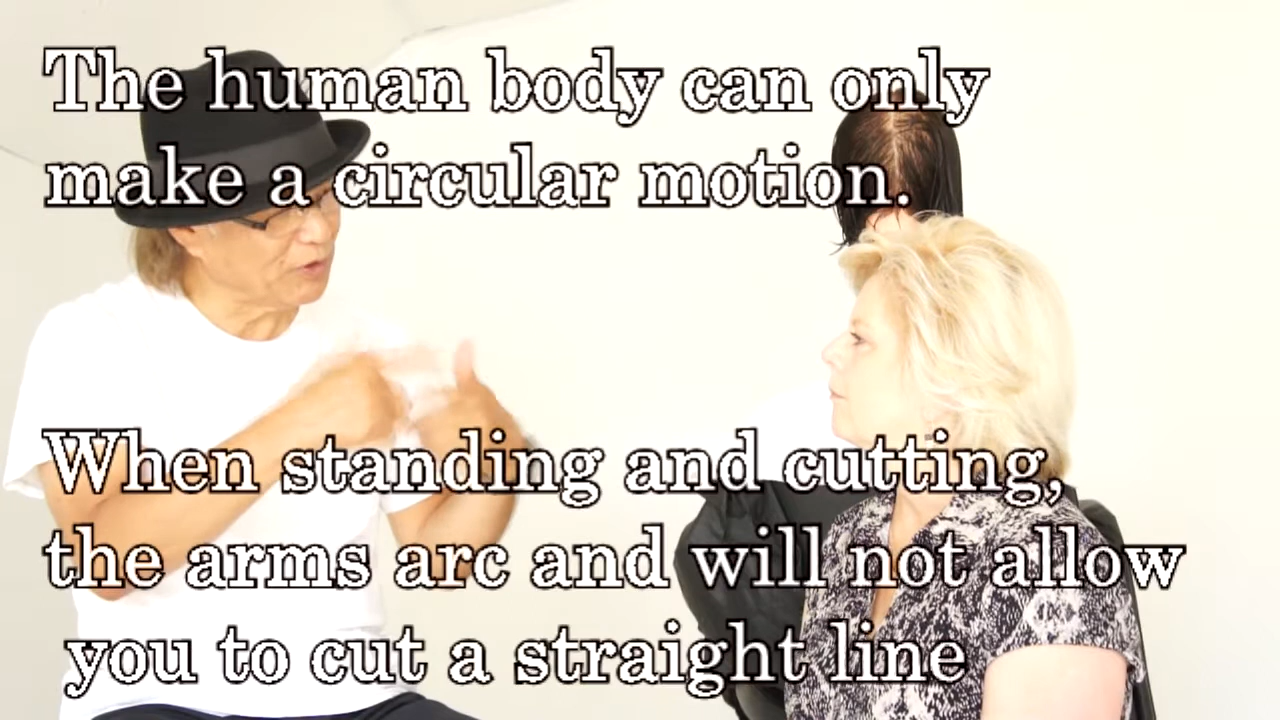 The human body can only
make a circular motion.
When standing and cutting,
the arms arc and will not allow
you to cut a straight line